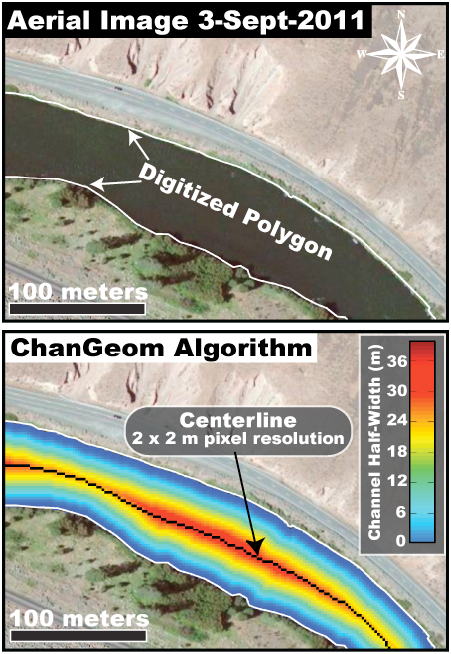 Aerial Image 3-Sept-2011
N
W E
S
Digitized Polygon
100 meters
ChanGeom Algorithm
Centerline
2 x 2 m pixel resolution
Channel Half-Width (m)
36
30
24
18
12
6
0
100 meters